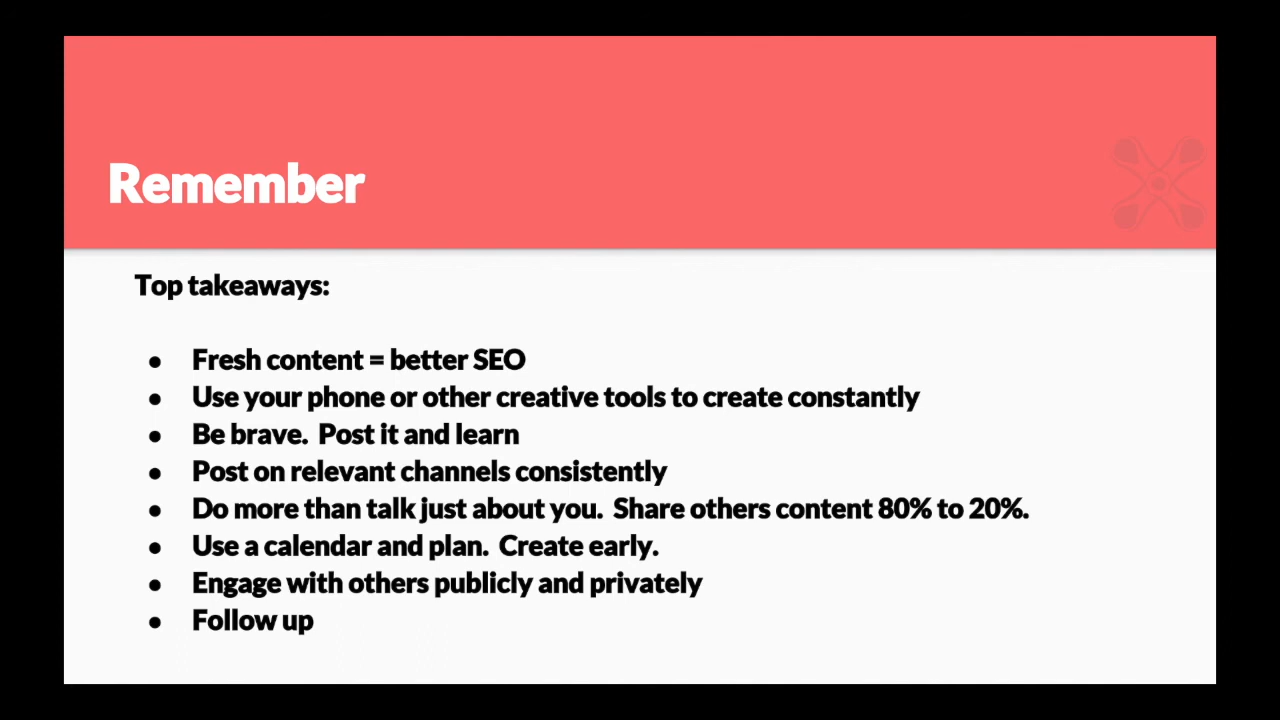 Remember
Top takeaways:
● Fresh content = better SEO
● Use your phone or other creative tools to create constantly
● Be brave.  Post it and learn
● Post on relevant channels consistently
● Do more than talk just about you.  Share others content 80% to 20%.
● Use a calendar and plan.  Create early.
● Engage with others publicly and privately
● Follow up